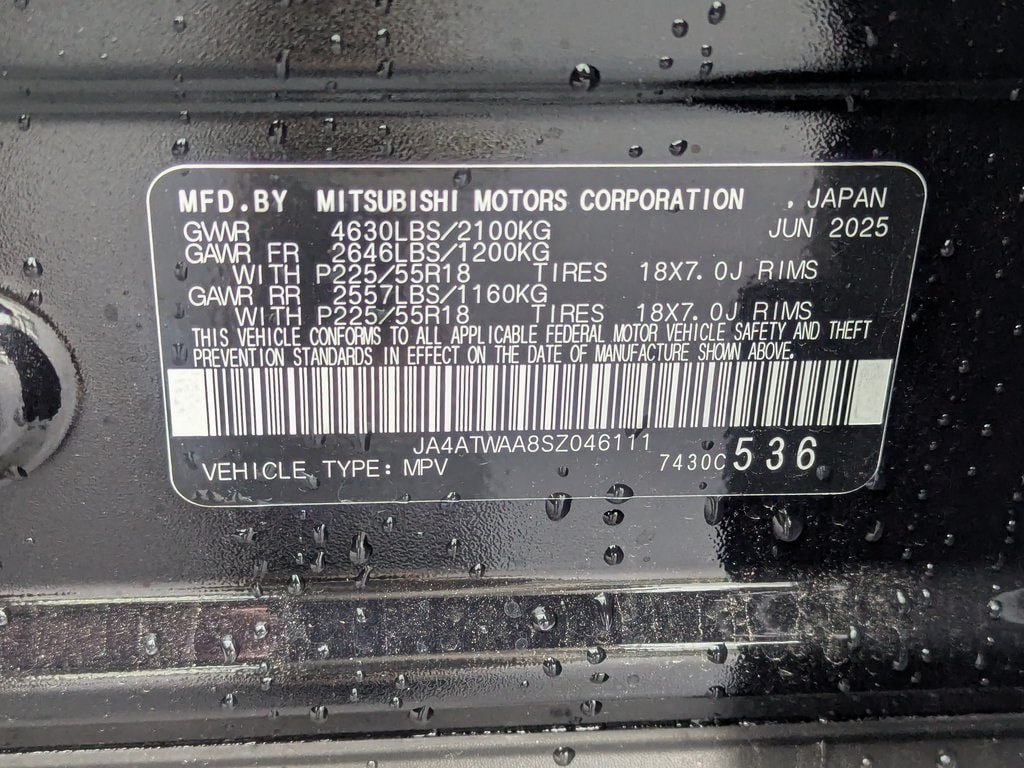 MFD.BY MITSUBISHI MOTORS CORPORATION , JAPAN
GVWR 4630LBS/2100KG JUN 2025
GAWR FR 2646LBS/1200KG
WITH P225/55R18 TIRES 18X7.0J RIMS
GAWR RR 2557LBS/1160KG
WITH P225/55R18 TIRES 18X7.0J RIMS
THIS VEHICLE CONFORMS TO ALL APPLICABLE FEDERAL MOTOR VEHICLE SAFETY AND THEFT
PREVENTION STANDARDS IN EFFECT ON THE DATE OF MANUFACTURE SHOWN ABOVE.
JA4ATWAA8SZ046111
VEHICLE TYPE: MPV 7430C 536